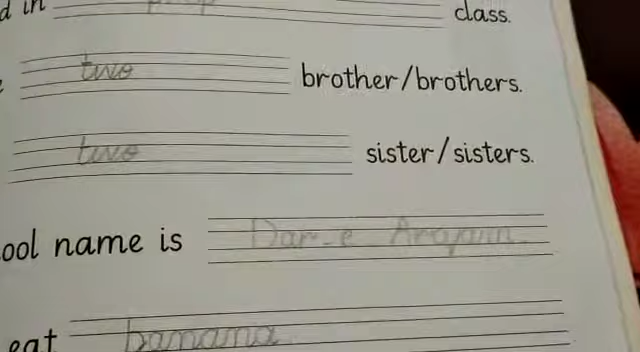 d in class.
two brother/brothers.
two sister/sisters.
ool name is
eat banana